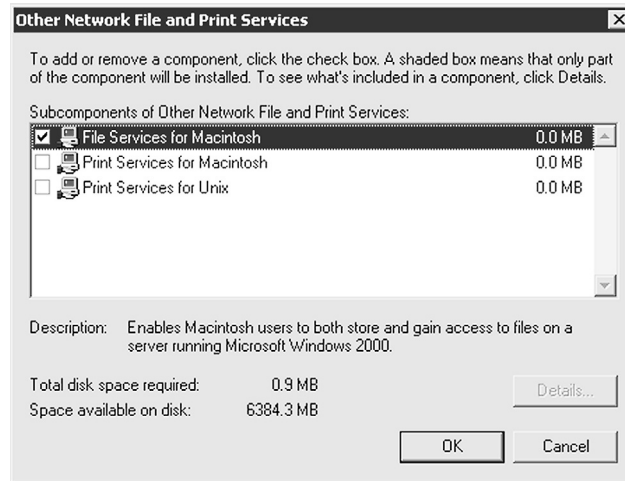 Other Network File and Print Services
To add or remove a component, click the check box. A shaded box means that only part
of the component will be installed. To see what's included in a component, click Details.
Subcomponents of Other Network File and Print Services:
File Services for Macintosh 0.0 MB
Print Services for Macintosh 0.0 MB
Print Services for Unix 0.0 MB
Description: Enables Macintosh users to both store and gain access to files on a
server running Microsoft Windows 2000.
Total disk space required: 0.9 MB
Space available on disk: 6384.3 MB
Details...
OK Cancel